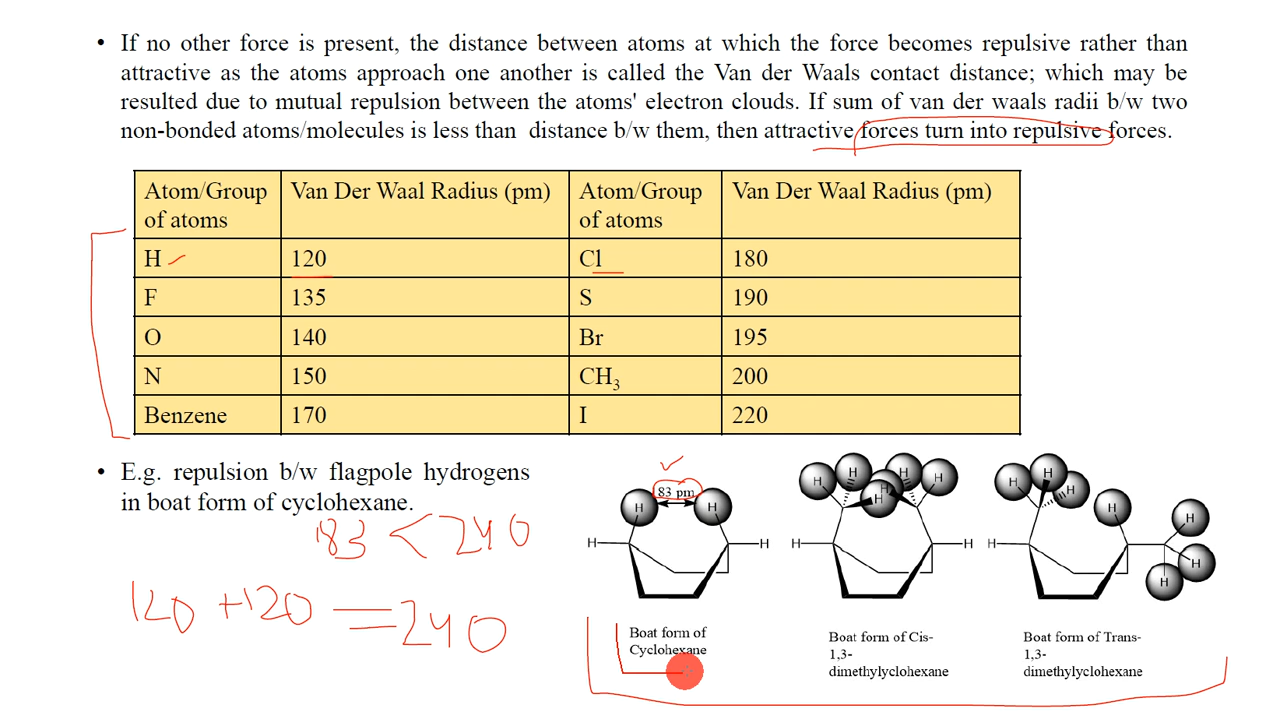 • If no other force is present, the distance between atoms at which the force becomes repulsive rather than
attractive as the atoms approach one another is called the Van der Waals contact distance; which may be
resulted due to mutual repulsion between the atoms' electron clouds. If sum of van der waals radii b/w two
non-bonded atoms/molecules is less than distance b/w them, then attractive forces turn into repulsive forces.
Atom/Group of atoms Van Der Waal Radius (pm) Atom/Group of atoms Van Der Waal Radius (pm)
H 120 Cl 180
F 135 S 190
O 140 Br 195
N 150 CH3 200
Benzene 170 I 220
• E.g. repulsion b/w flagpole hydrogens
in boat form of cyclohexane.
83 < 240
120 + 120 = 240
83 pm
H H
H H
H H H H H H
H H
H H H H
H H H H
Boat form of
Cyclohexane
Boat form of Cis-
1,3-
dimethylyclohexane
Boat form of Trans-
1,3-
dimethylyclohexane